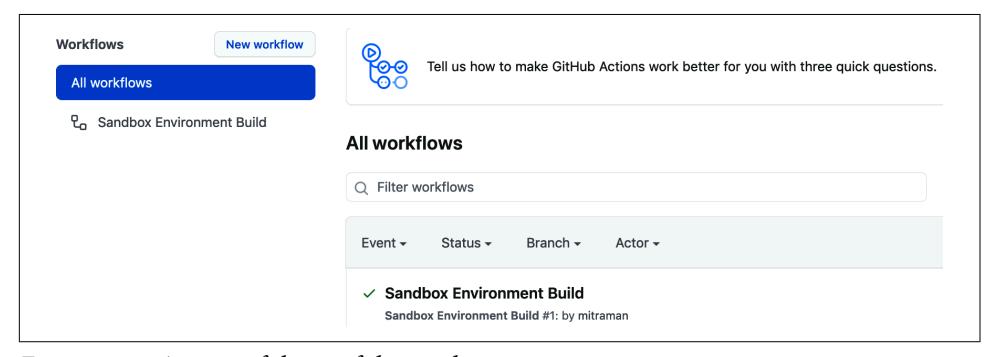 Workflows
New workflow
All workflows
Sandbox Environment Build
Tell us how to make GitHub Actions work better for you with three quick questions.
All workflows
Filter workflows
Event
Status
Branch
Actor
Sandbox Environment Build
Sandbox Environment Build #1: by mitraman